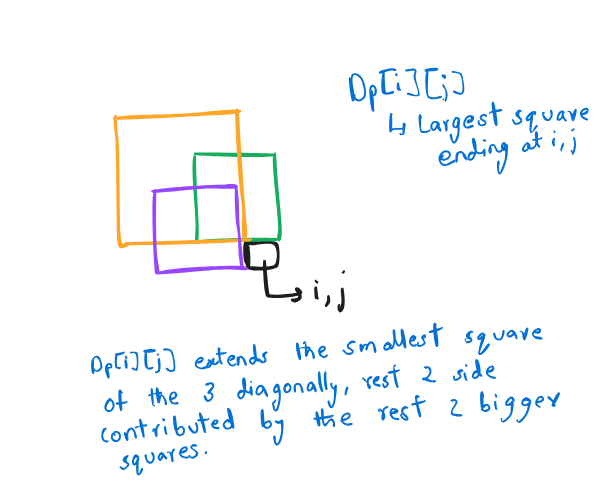 Dp[i][j]
↳ Largest square
ending at i,j
i,j
Dp[i][j] extends the smallest square
of the 3 diagonally, rest 2 side
contributed by the rest 2 bigger
squares.